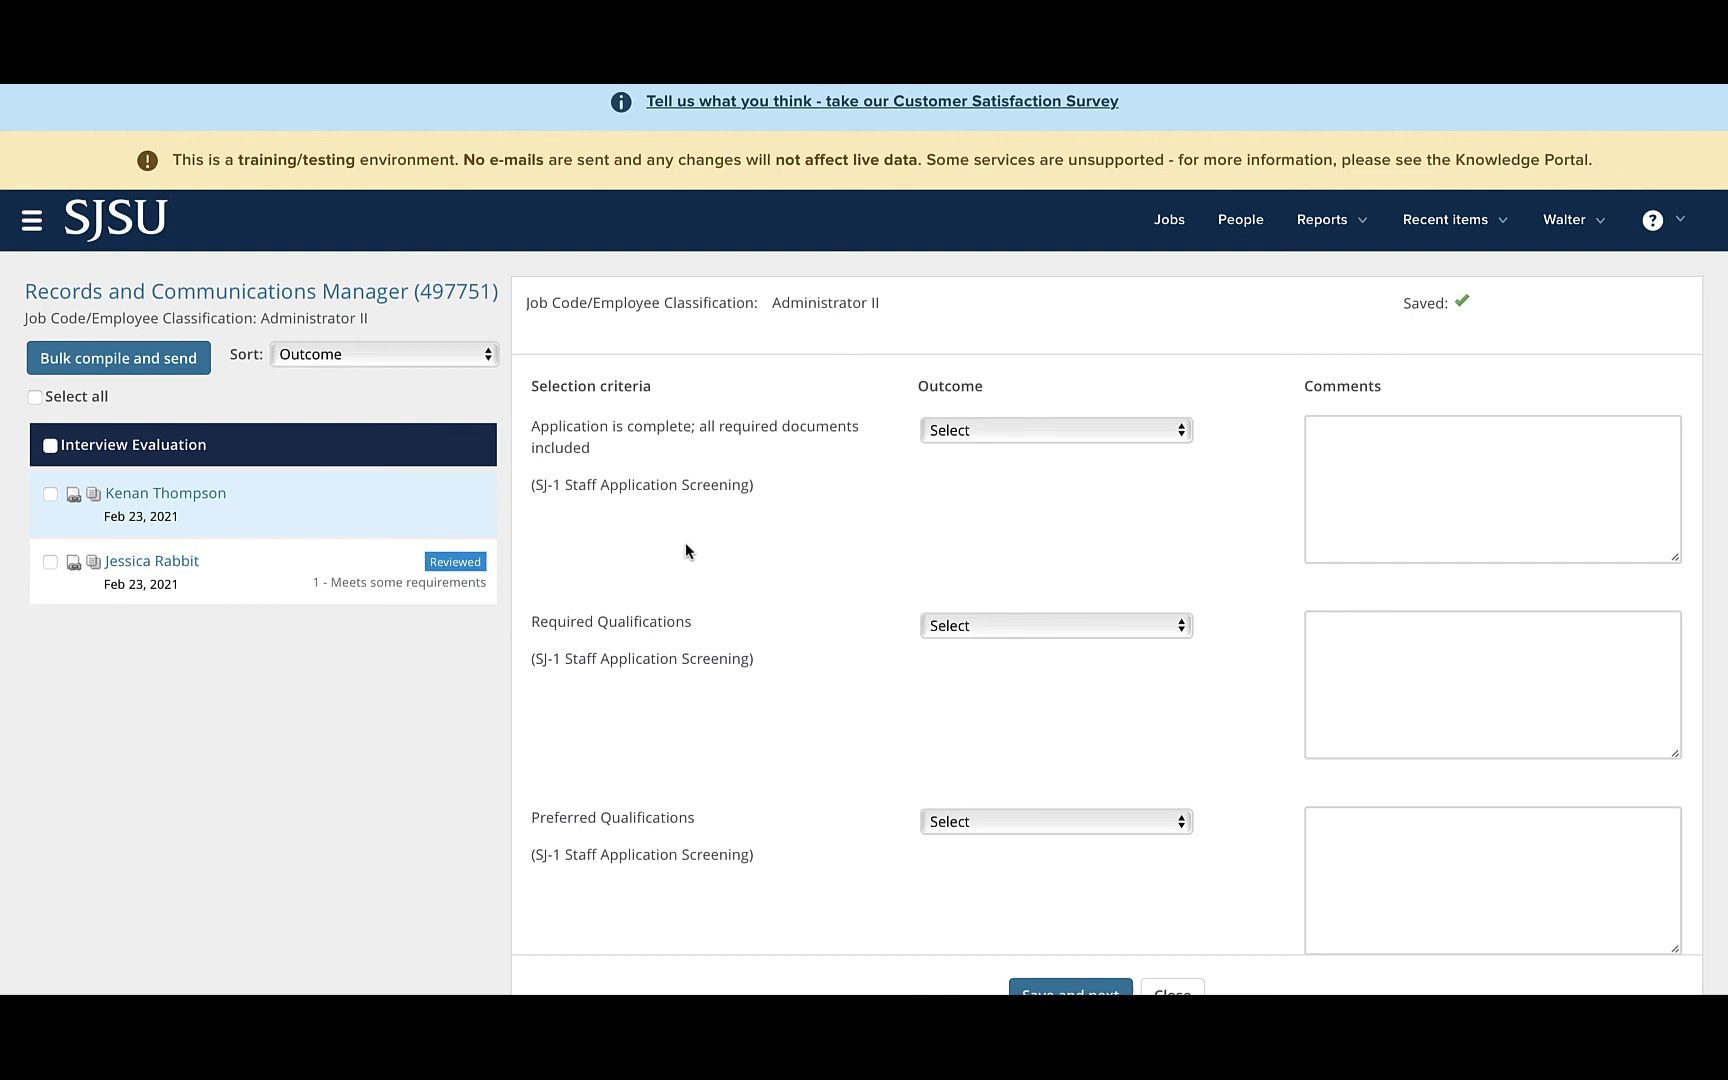 Tell us what you think - take our Customer Satisfaction Survey
This is a training/testing environment. No e-mails are sent and any changes will not affect live data. Some services are unsupported - for more information, please see the Knowledge Portal.
SJSU
Jobs
People
Reports
Recent items
Walter
Records and Communications Manager (497751)
Job Code/Employee Classification: Administrator II
Bulk compile and send
Sort:
Outcome
Select all
Interview Evaluation
Kenan Thompson
Feb 23, 2021
Jessica Rabbit
Reviewed
Feb 23, 2021
1 - Meets some requirements
Job Code/Employee Classification: Administrator II
Saved:
Selection criteria
Outcome
Comments
Application is complete; all required documents
included
(SJ-1 Staff Application Screening)
Select
Required Qualifications
(SJ-1 Staff Application Screening)
Select
Preferred Qualifications
(SJ-1 Staff Application Screening)
Select
Save and next
Close